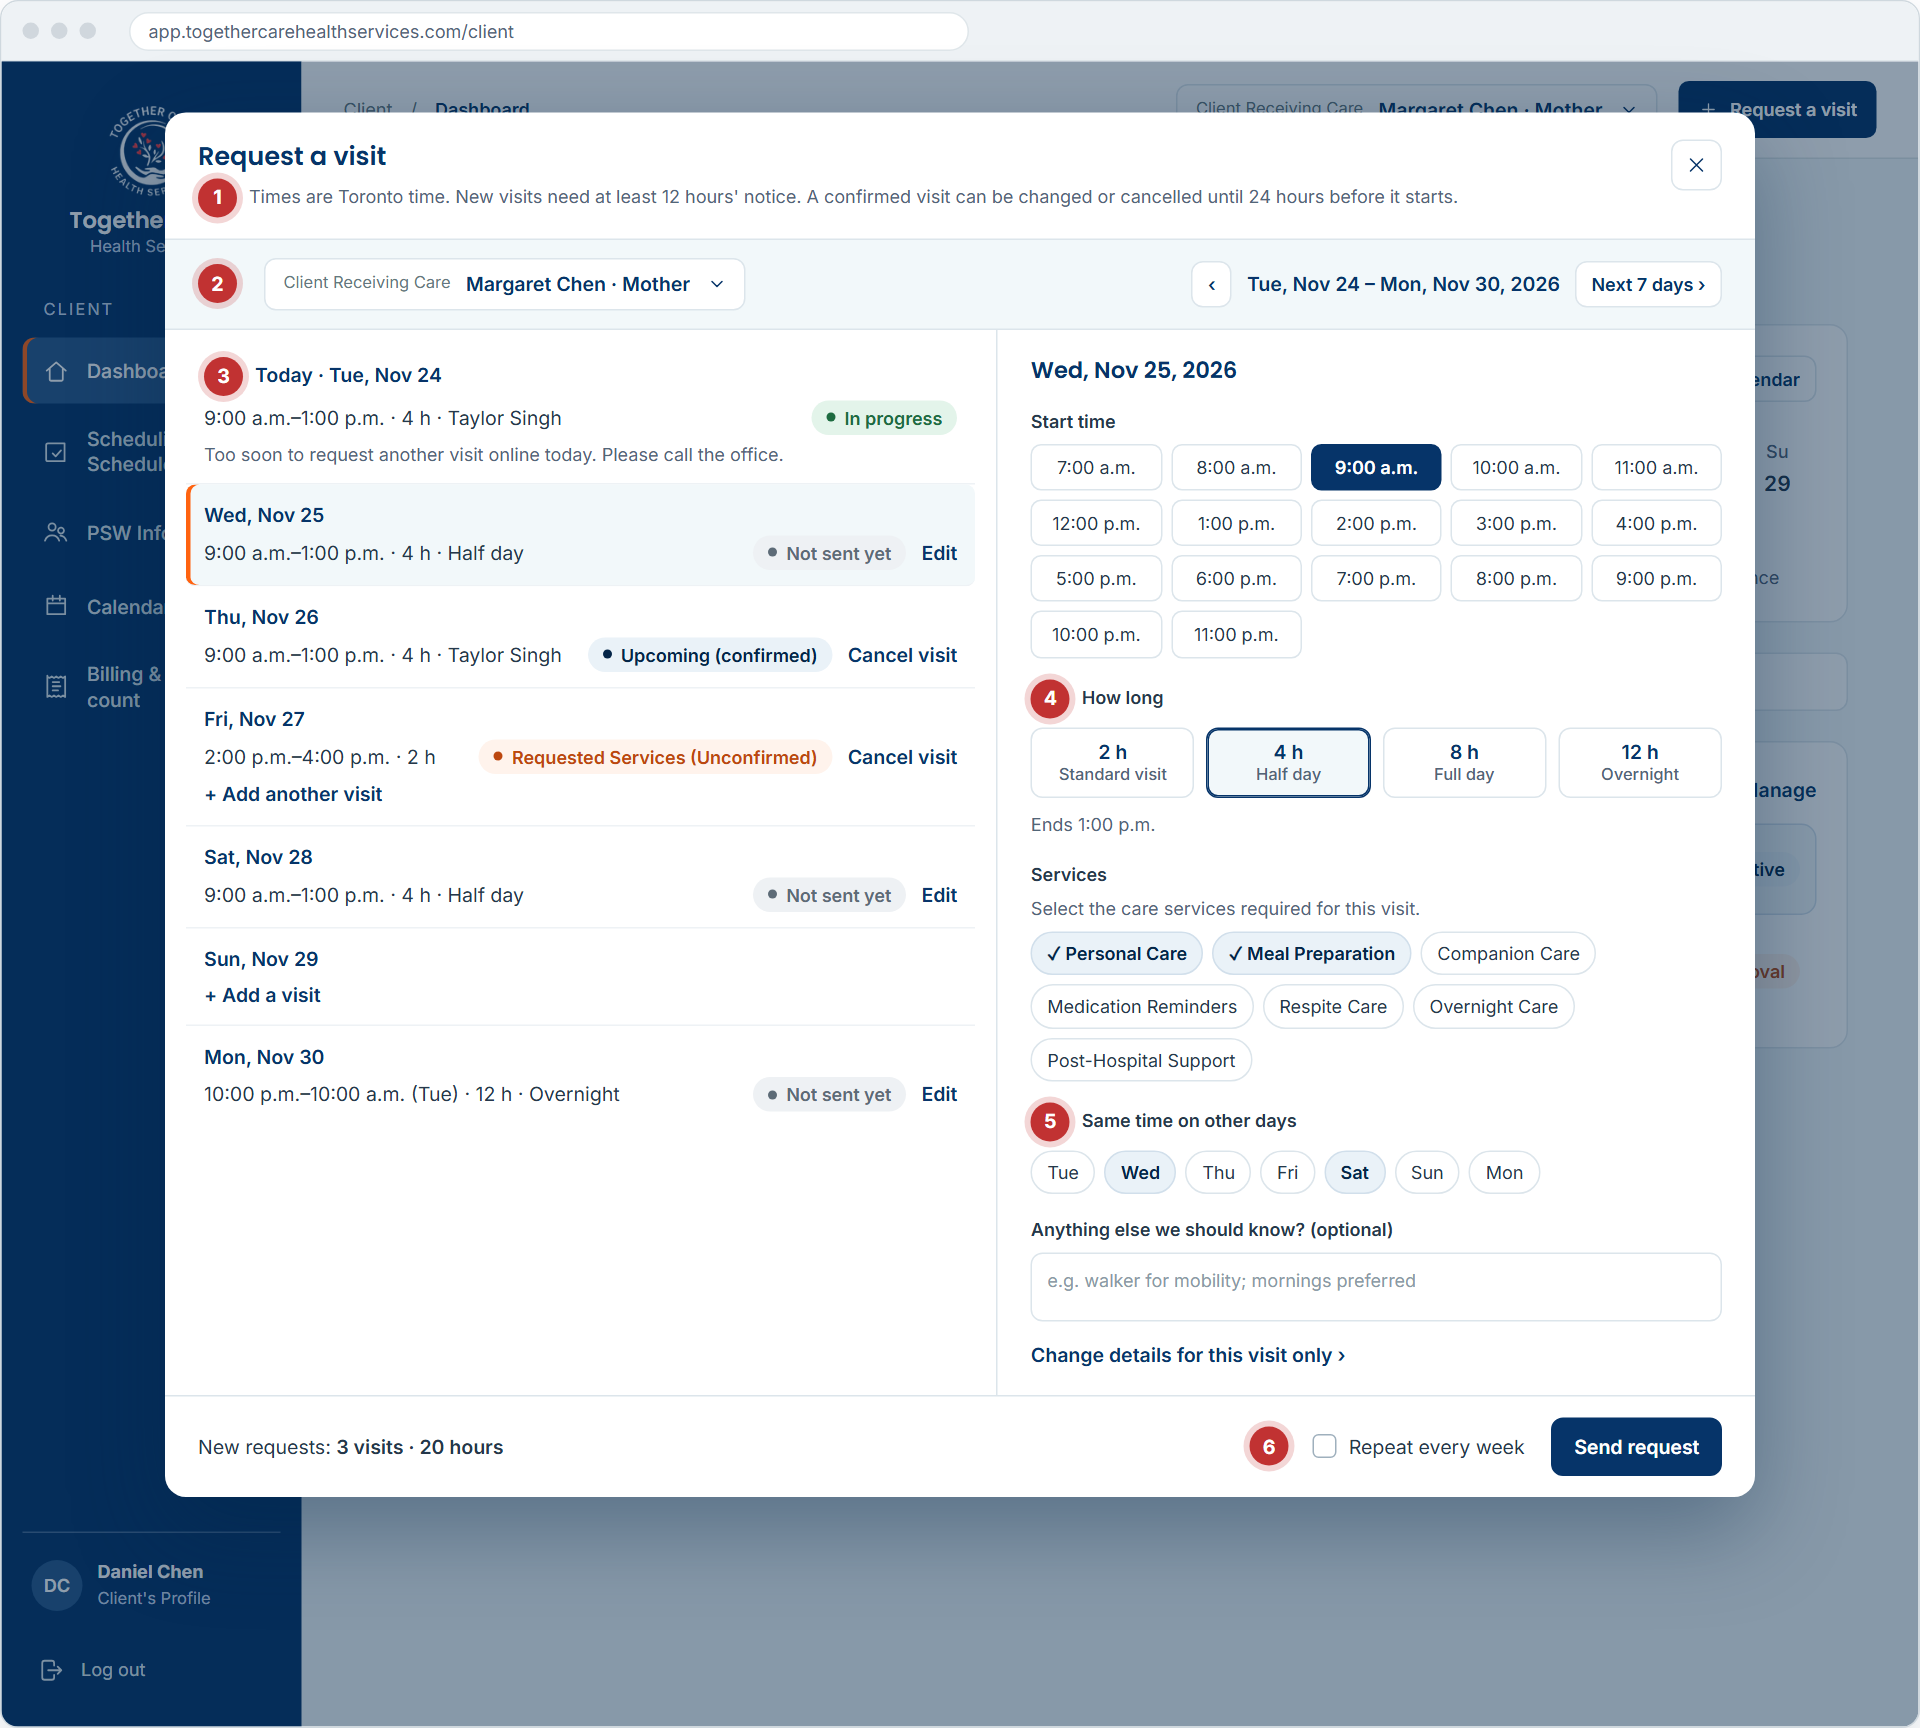 app.togethercarehealthservices.com/client
Client / Dashboard
Client Receiving Care Margaret Chen · Mother
+ Request a visit
TOGETHER
HEALTH SER
Togethe
Health Se
CLIENT
Dashboa
Scheduli
Schedul
PSW Info
Calenda
Billing &
count
Daniel Chen
DC
Client's Profile
Log out
Request a visit
1 Times are Toronto time. New visits need at least 12 hours' notice. A confirmed visit can be changed or cancelled until 24 hours before it starts.
2 Client Receiving Care Margaret Chen · Mother
‹ Tue, Nov 24 – Mon, Nov 30, 2026 Next 7 days ›
3 Today · Tue, Nov 24
9:00 a.m.–1:00 p.m. · 4 h · Taylor Singh In progress
Too soon to request another visit online today. Please call the office.
Wed, Nov 25
9:00 a.m.–1:00 p.m. · 4 h · Half day Not sent yet Edit
Thu, Nov 26
9:00 a.m.–1:00 p.m. · 4 h · Taylor Singh Upcoming (confirmed) Cancel visit
Fri, Nov 27
2:00 p.m.–4:00 p.m. · 2 h Requested Services (Unconfirmed) Cancel visit
+ Add another visit
Sat, Nov 28
9:00 a.m.–1:00 p.m. · 4 h · Half day Not sent yet Edit
Sun, Nov 29
+ Add a visit
Mon, Nov 30
10:00 p.m.–10:00 a.m. (Tue) · 12 h · Overnight Not sent yet Edit
Wed, Nov 25, 2026
Start time
7:00 a.m. 8:00 a.m. 9:00 a.m. 10:00 a.m. 11:00 a.m.
12:00 p.m. 1:00 p.m. 2:00 p.m. 3:00 p.m. 4:00 p.m.
5:00 p.m. 6:00 p.m. 7:00 p.m. 8:00 p.m. 9:00 p.m.
10:00 p.m. 11:00 p.m.
4 How long
2 h 4 h 8 h 12 h
Standard visit Half day Full day Overnight
Ends 1:00 p.m.
Services
Select the care services required for this visit.
✓ Personal Care ✓ Meal Preparation Companion Care
Medication Reminders Respite Care Overnight Care
Post-Hospital Support
5 Same time on other days
Tue Wed Thu Fri Sat Sun Mon
Anything else we should know? (optional)
e.g. walker for mobility; mornings preferred
Change details for this visit only ›
New requests: 3 visits · 20 hours
6 Repeat every week Send request
endar
Su
29
nce
anage
tive
oval